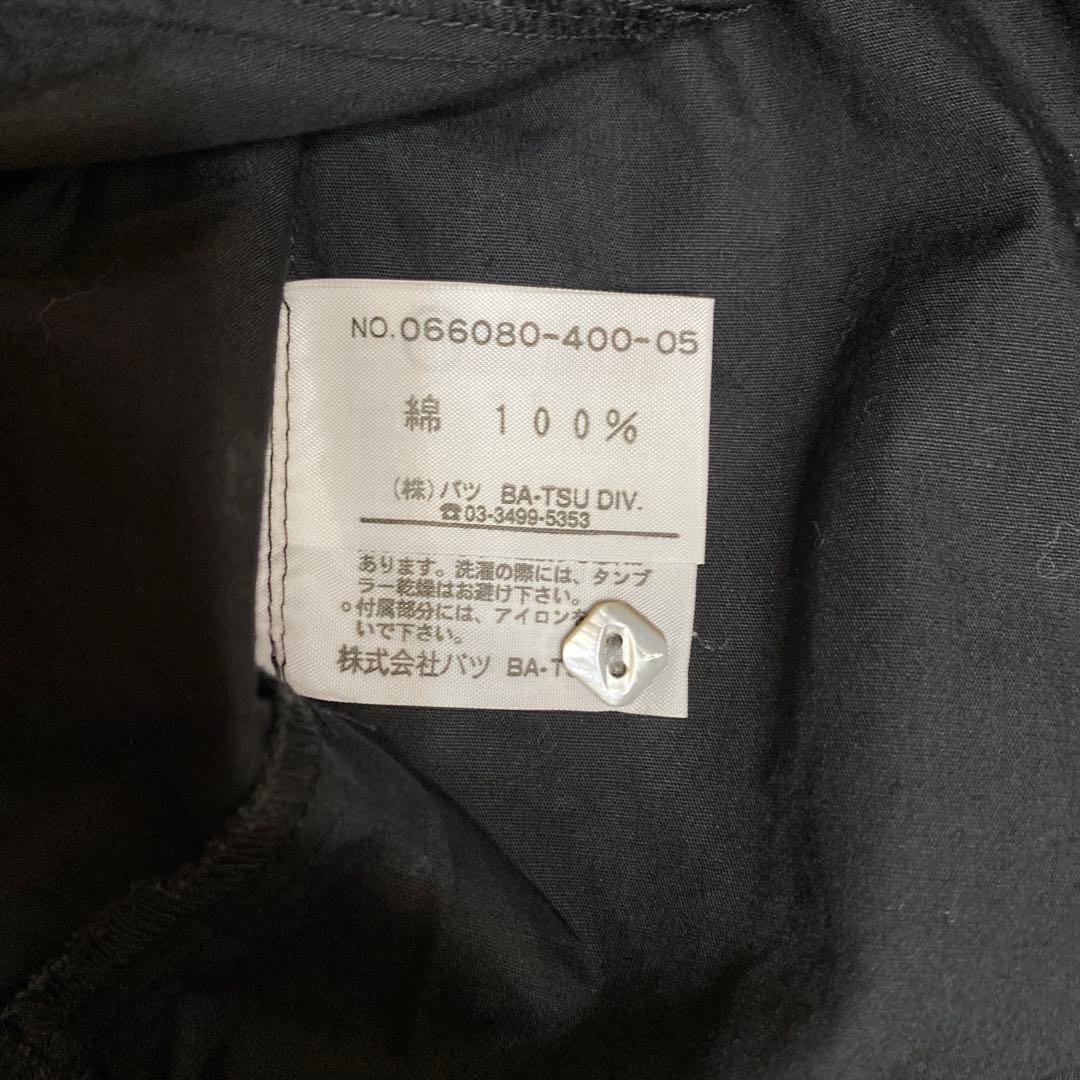 NO.066080-400-05
綿 100%
(株)バツ BA-TSU DIV.
☎03-3499-5353
あります。洗濯の際には、タンブ
ラー乾燥はお避け下さい。
○付属部分には、アイロンを
いで下さい。
株式会社バツ BA-T